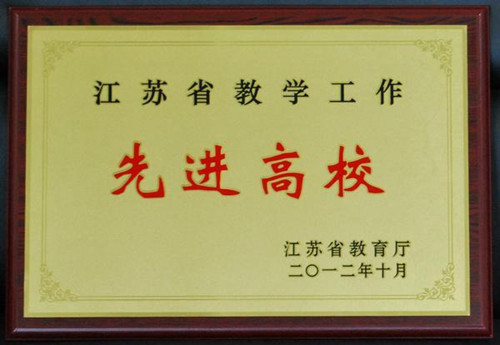 江苏省教学工作
先进高校
江苏省教育厅
二〇一二年十月